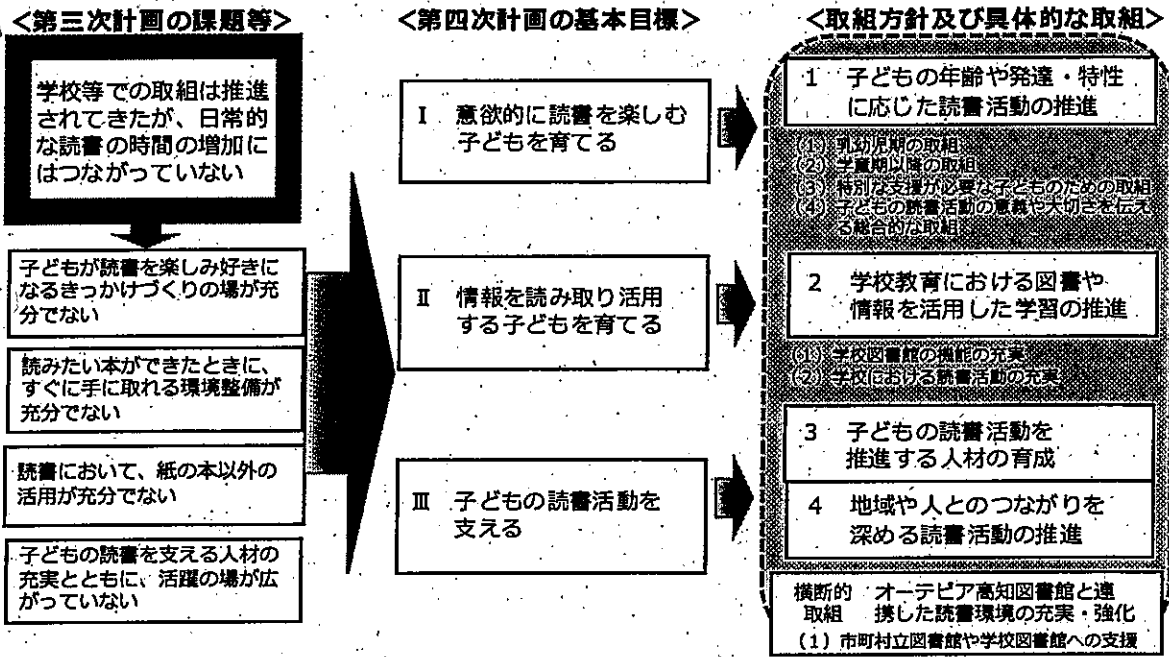 ＜第三次計画の課題等＞
学校等での取組は推進
されてきたが、日常的
な読書の時間の増加に
はつながっていない
子どもが読書を楽しみ好きに
なるきっかけづくりの場が充
分でない
読みたい本ができたときに、
すぐに手に取れる環境整備が
充分でない
読書において、紙の本以外の
活用が充分でない
子どもの読書を支える人材の
充実とともに、活躍の場が広
がっていない
＜第四次計画の基本目標＞
Ⅰ 意欲的に読書を楽しむ
子どもを育てる
Ⅱ 情報を読み取り活用
する子どもを育てる
Ⅲ 子どもの読書活動を
支える
＜取組方針及び具体的な取組＞
1 子どもの年齢や発達・特性
に応じた読書活動の推進
（1）乳幼児期の取組
（2）学童期以降の取組
（3）特別な支援が必要な子どものための取組
（4）子どもの読書活動の意義や大切さを伝え
る総合的な取組
2 学校教育における図書や
情報を活用した学習の推進
（1）学校図書館の機能の充実
（2）学校における読書活動の充実
3 子どもの読書活動を
推進する人材の育成
4 地域や人とのつながりを
深める読書活動の推進
横断的 オーテピア高知図書館と連
取組 携した読書環境の充実・強化
（1）市町村立図書館や学校図書館への支援